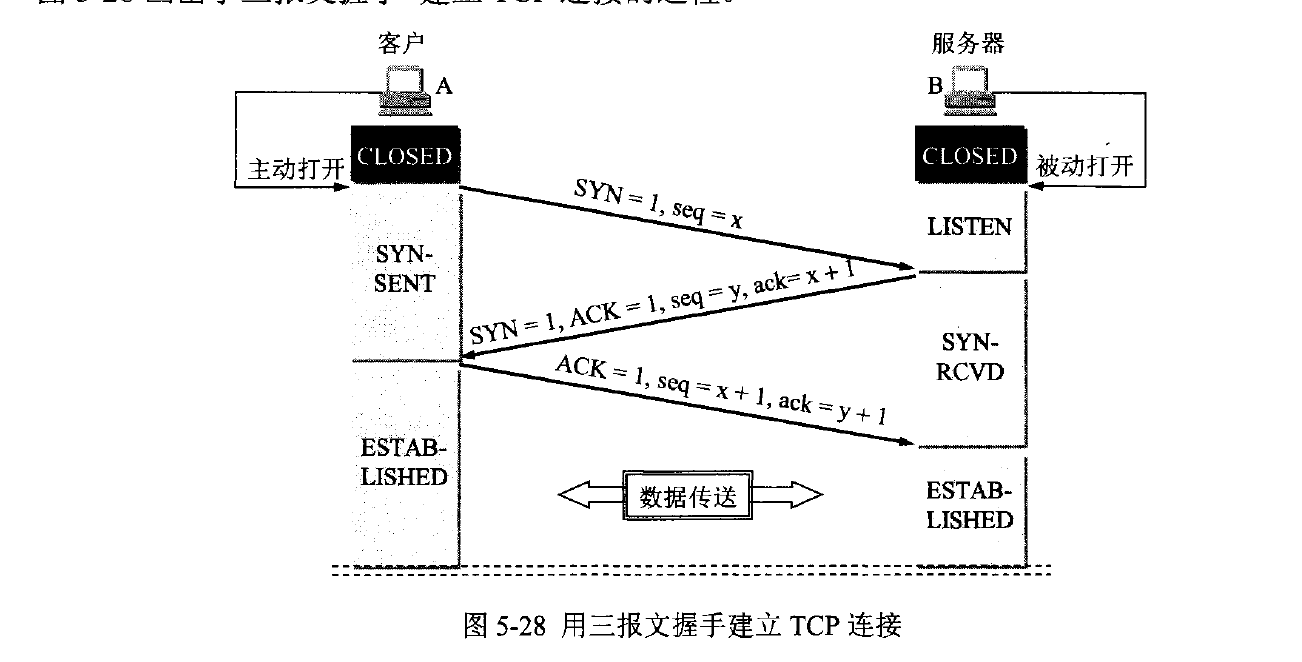 客户
服务器
A
B
CLOSED
CLOSED
主动打开
被动打开
SYN = 1, seq = x
LISTEN
SYN-
SENT
SYN = 1, ACK = 1, seq = y, ack= x + 1
SYN-
RCVD
ACK = 1, seq = x + 1, ack = y + 1
ESTAB-
LISHED
数据传送
ESTAB-
LISHED
图 5-28 用三报文握手建立 TCP 连接